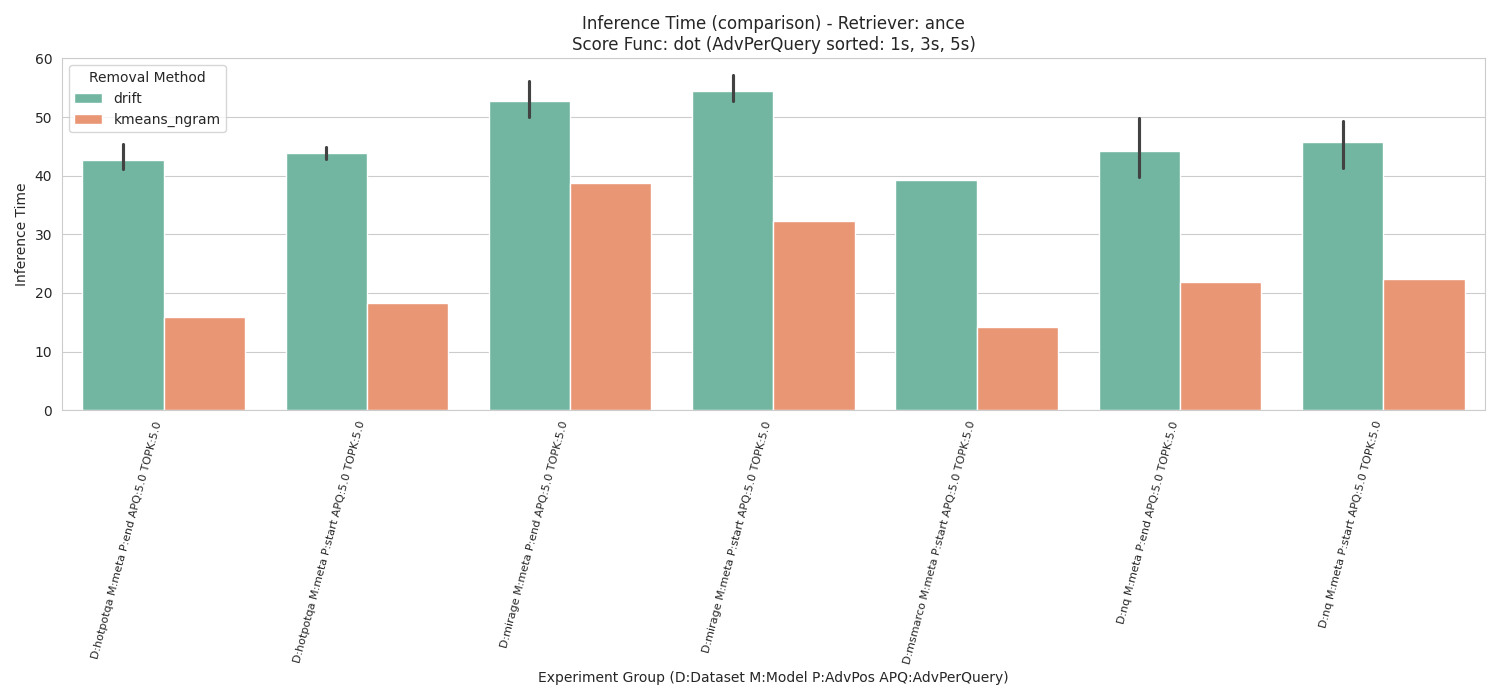 Inference Time (comparison) - Retriever: ance
Score Func: dot (AdvPerQuery sorted: 1s, 3s, 5s)
Removal Method
drift
kmeans_ngram
Inference Time
60
50
40
30
20
10
0
D:hotpotqa M:meta P:end APQ:5.0 TOPK:5.0
D:hotpotqa M:meta P:start APQ:5.0 TOPK:5.0
D:mirage M:meta P:end APQ:5.0 TOPK:5.0
D:mirage M:meta P:start APQ:5.0 TOPK:5.0
D:msmarco M:meta P:start APQ:5.0 TOPK:5.0
D:nq M:meta P:end APQ:5.0 TOPK:5.0
D:nq M:meta P:start APQ:5.0 TOPK:5.0
Experiment Group (D:Dataset M:Model P:AdvPos APQ:AdvPerQuery)